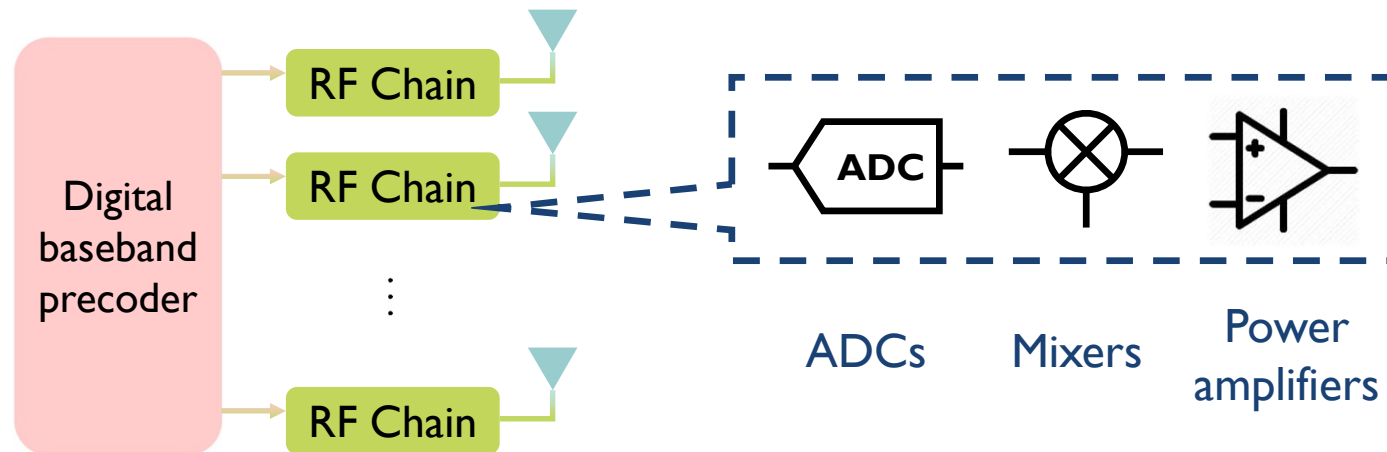 RF Chain
RF Chain
Digital
baseband
precoder
⋮
RF Chain
ADC
+
−
ADCs
Mixers
Power
amplifiers